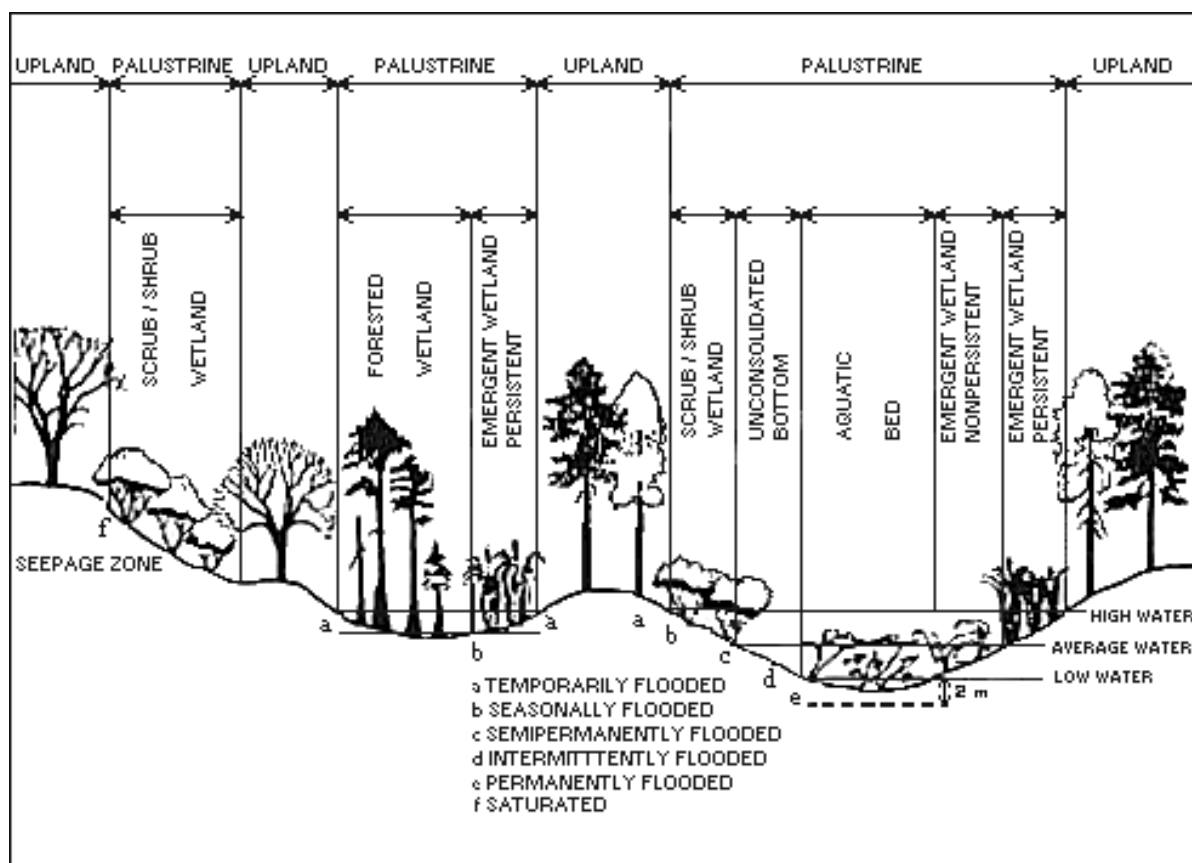 UPLAND PALUSTRINE UPLAND PALUSTRINE UPLAND PALUSTRINE UPLAND
SCRUB / SHRUB
WETLAND
FORESTED
WETLAND
EMERGENT WETLAND
PERSISTENT
SCRUB / SHRUB
WETLAND
UNCONSOLIDATED
BOTTOM
AQUATIC
BED
EMERGENT WETLAND
NONPERSISTENT
EMERGENT WETLAND
PERSISTENT
f
SEEPAGE ZONE
a
b
a
a
b
c
d
e
HIGH WATER
AVERAGE WATER
LOW WATER
2 m
a TEMPORARILY FLOODED
b SEASONALLY FLOODED
c SEMIPERMANENTLY FLOODED
d INTERMITTTENTLY FLOODED
e PERMANENTLY FLOODED
f SATURATED